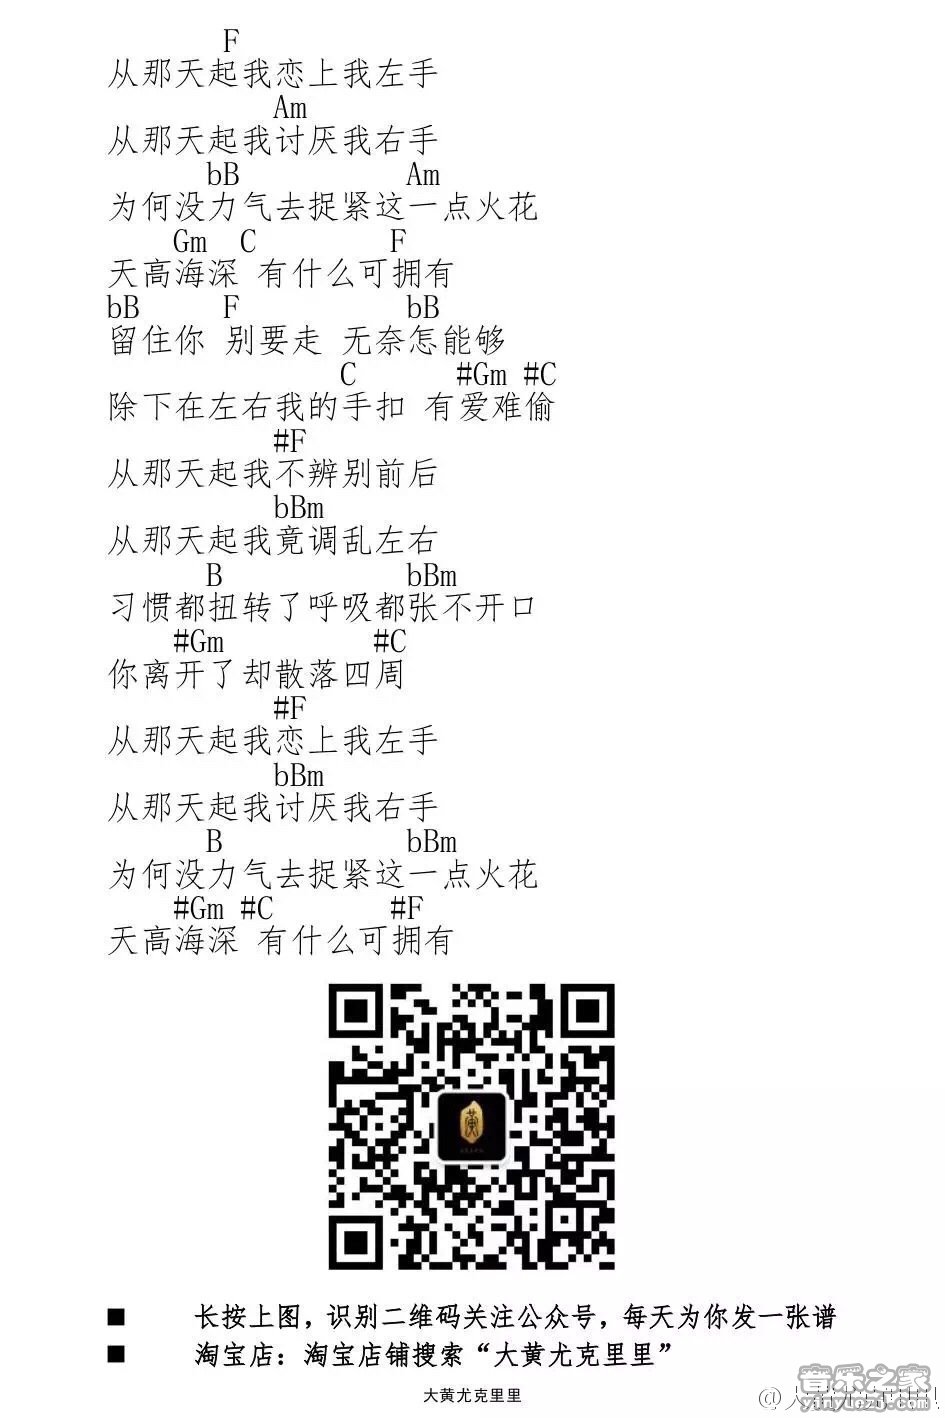 F
从那天起我恋上我左手
Am
从那天起我讨厌我右手
bB Am
为何没力气去捉紧这一点火花
Gm C F
天高海深 有什么可拥有
bB F bB
留住你 别要走 无奈怎能够
C #Gm #C
除下在左右我的手扣 有爱难偷
#F
从那天起我不辨别前后
bBm
从那天起我竟调乱左右
B bBm
习惯都扭转了呼吸都张不开口
#Gm #C
你离开了却散落四周
#F
从那天起我恋上我左手
bBm
从那天起我讨厌我右手
B bBm
为何没力气去捉紧这一点火花
#Gm #C #F
天高海深 有什么可拥有
黄
■ 长按上图，识别二维码关注公众号，每天为你发一张谱
■ 淘宝店：淘宝店铺搜索“大黄尤克里里”
大黄尤克里里
音乐之家
yinyuezj.com